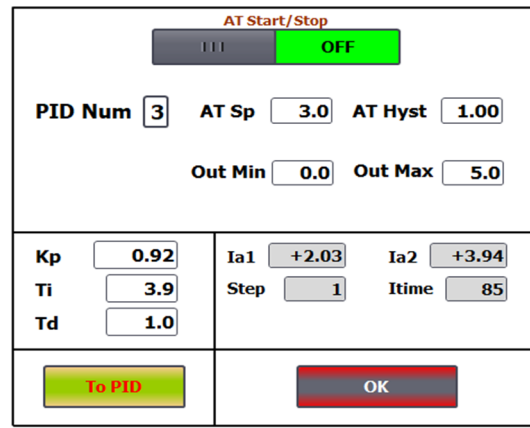 AT Start/Stop
OFF
PID Num 3 AT Sp 3.0 AT Hyst 1.00
Out Min 0.0 Out Max 5.0
Kp 0.92 Ia1 +2.03 Ia2 +3.94
Ti 3.9 Step 1 Itime 85
Td 1.0
To PID OK